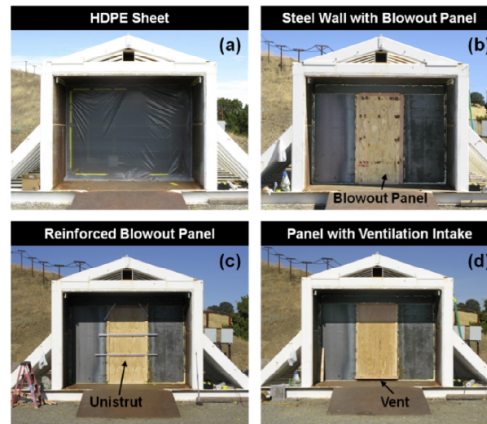 HDPE Sheet
(a)
Steel Wall with Blowout Panel
(b)
Blowout Panel
Reinforced Blowout Panel
(c)
Unistrut
Panel with Ventilation Intake
(d)
Vent